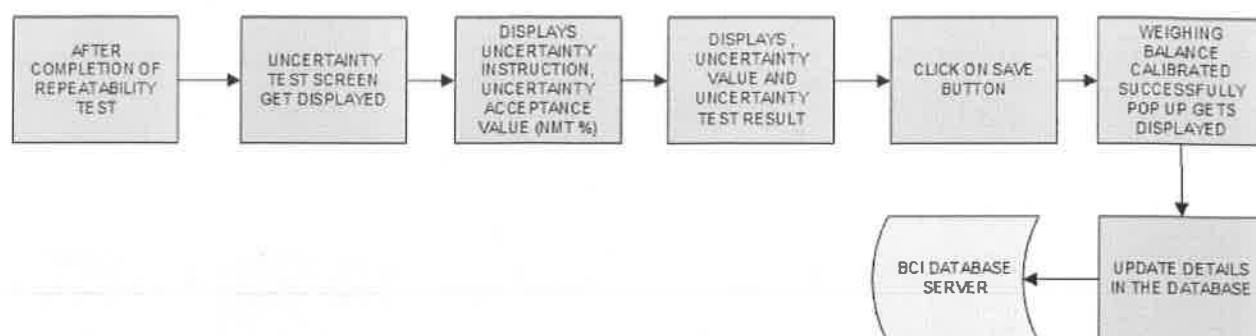 AFTER
COMPLETION OF
REPEATABILITY
TEST
UNCERTAINTY
TEST SCREEN
GET DISPLAYED
DISPLAYS
UNCERTAINTY
INSTRUCTION,
UNCERTAINTY
ACCEPTANCE
VALUE (NMT %)
DISPLAYS ,
UNCERTAINTY
VALUE AND
UNCERTAINTY
TEST RESULT
CLICK ON SAVE
BUTTON
WEIGHING
BALANCE
CALIBRATED
SUCCESSFULLY
POP UP GETS
DISPLAYED
BCI DATABASE
SERVER
UPDATE DETAILS
IN THE DATABASE